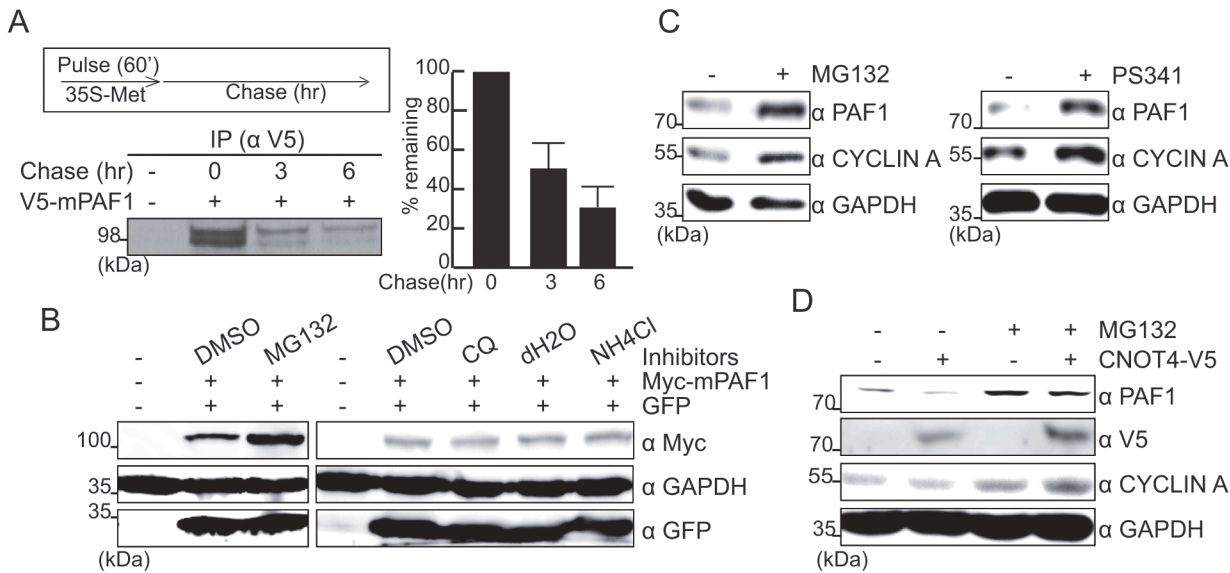 A
Pulse (60')
35S-Met
Chase (hr)
IP (α V5)
Chase (hr) - 0 3 6
V5-mPAF1 - + + +
98
(kDa)
% remaining
100
80
60
40
20
0
Chase(hr) 0 3 6
B
- DMSO MG132 - DMSO CQ dH2O NH4Cl Inhibitors
- + + - + + + + Myc-mPAF1
- + + - + + + + GFP
100 α Myc
35 α GAPDH
35 α GFP
(kDa)
C
- + MG132
70 α PAF1
55 α CYCLIN A
35 α GAPDH
(kDa)
- + PS341
70 α PAF1
55 α CYCIN A
35 α GAPDH
(kDa)
D
- - + + MG132
- + - + CNOT4-V5
70 α PAF1
70 α V5
55 α CYCLIN A
35 α GAPDH
(kDa)